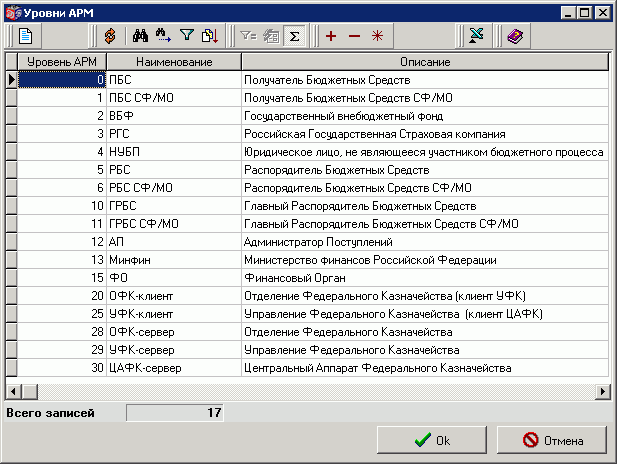 Уровни АРМ
Уровень АРМ Наименование Описание
0 ПБС Получатель Бюджетных Средств
1 ПБС СФ/МО Получатель Бюджетных Средств СФ/МО
2 ВБФ Государственный внебюджетный фонд
3 РГС Российская Государственная Страховая компания
4 НУБП Юридическое лицо, не являющееся участником бюджетного процесса
5 РБС Распорядитель Бюджетных Средств
6 РБС СФ/МО Распорядитель Бюджетных Средств СФ/МО
10 ГРБС Главный Распорядитель Бюджетных Средств
11 ГРБС СФ/МО Главный Распорядитель Бюджетных Средств СФ/МО
12 АП Администратор Поступлений
13 Минфин Министерство финансов Российской Федерации
15 ФО Финансовый Орган
20 ОФК-клиент Отделение Федерального Казначейства (клиент УФК)
25 УФК-клиент Управление Федерального Казначейства (клиент ЦАФК)
28 ОФК-сервер Отделение Федерального Казначейства
29 УФК-сервер Управление Федерального Казначейства
30 ЦАФК-сервер Центральный Аппарат Федерального Казначейства
Всего записей 17
Ok Отмена